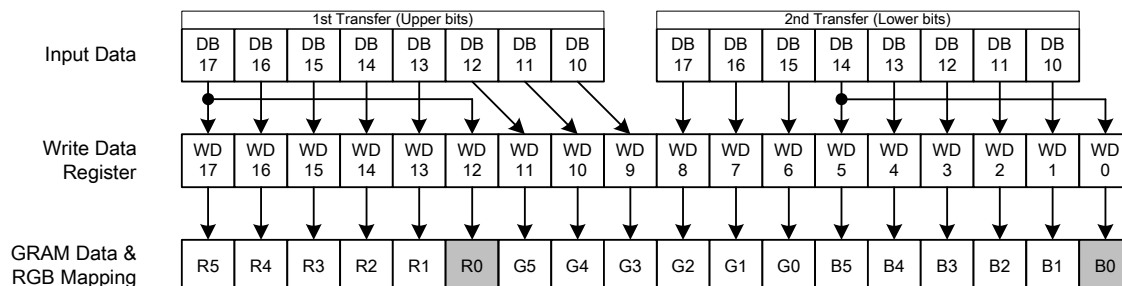 1st Transfer (Upper bits) 2nd Transfer (Lower bits)
Input Data DB 17 DB 16 DB 15 DB 14 DB 13 DB 12 DB 11 DB 10 DB 17 DB 16 DB 15 DB 14 DB 13 DB 12 DB 11 DB 10
Write Data Register WD 17 WD 16 WD 15 WD 14 WD 13 WD 12 WD 11 WD 10 WD 9 WD 8 WD 7 WD 6 WD 5 WD 4 WD 3 WD 2 WD 1 WD 0
GRAM Data & RGB Mapping R5 R4 R3 R2 R1 R0 G5 G4 G3 G2 G1 G0 B5 B4 B3 B2 B1 B0